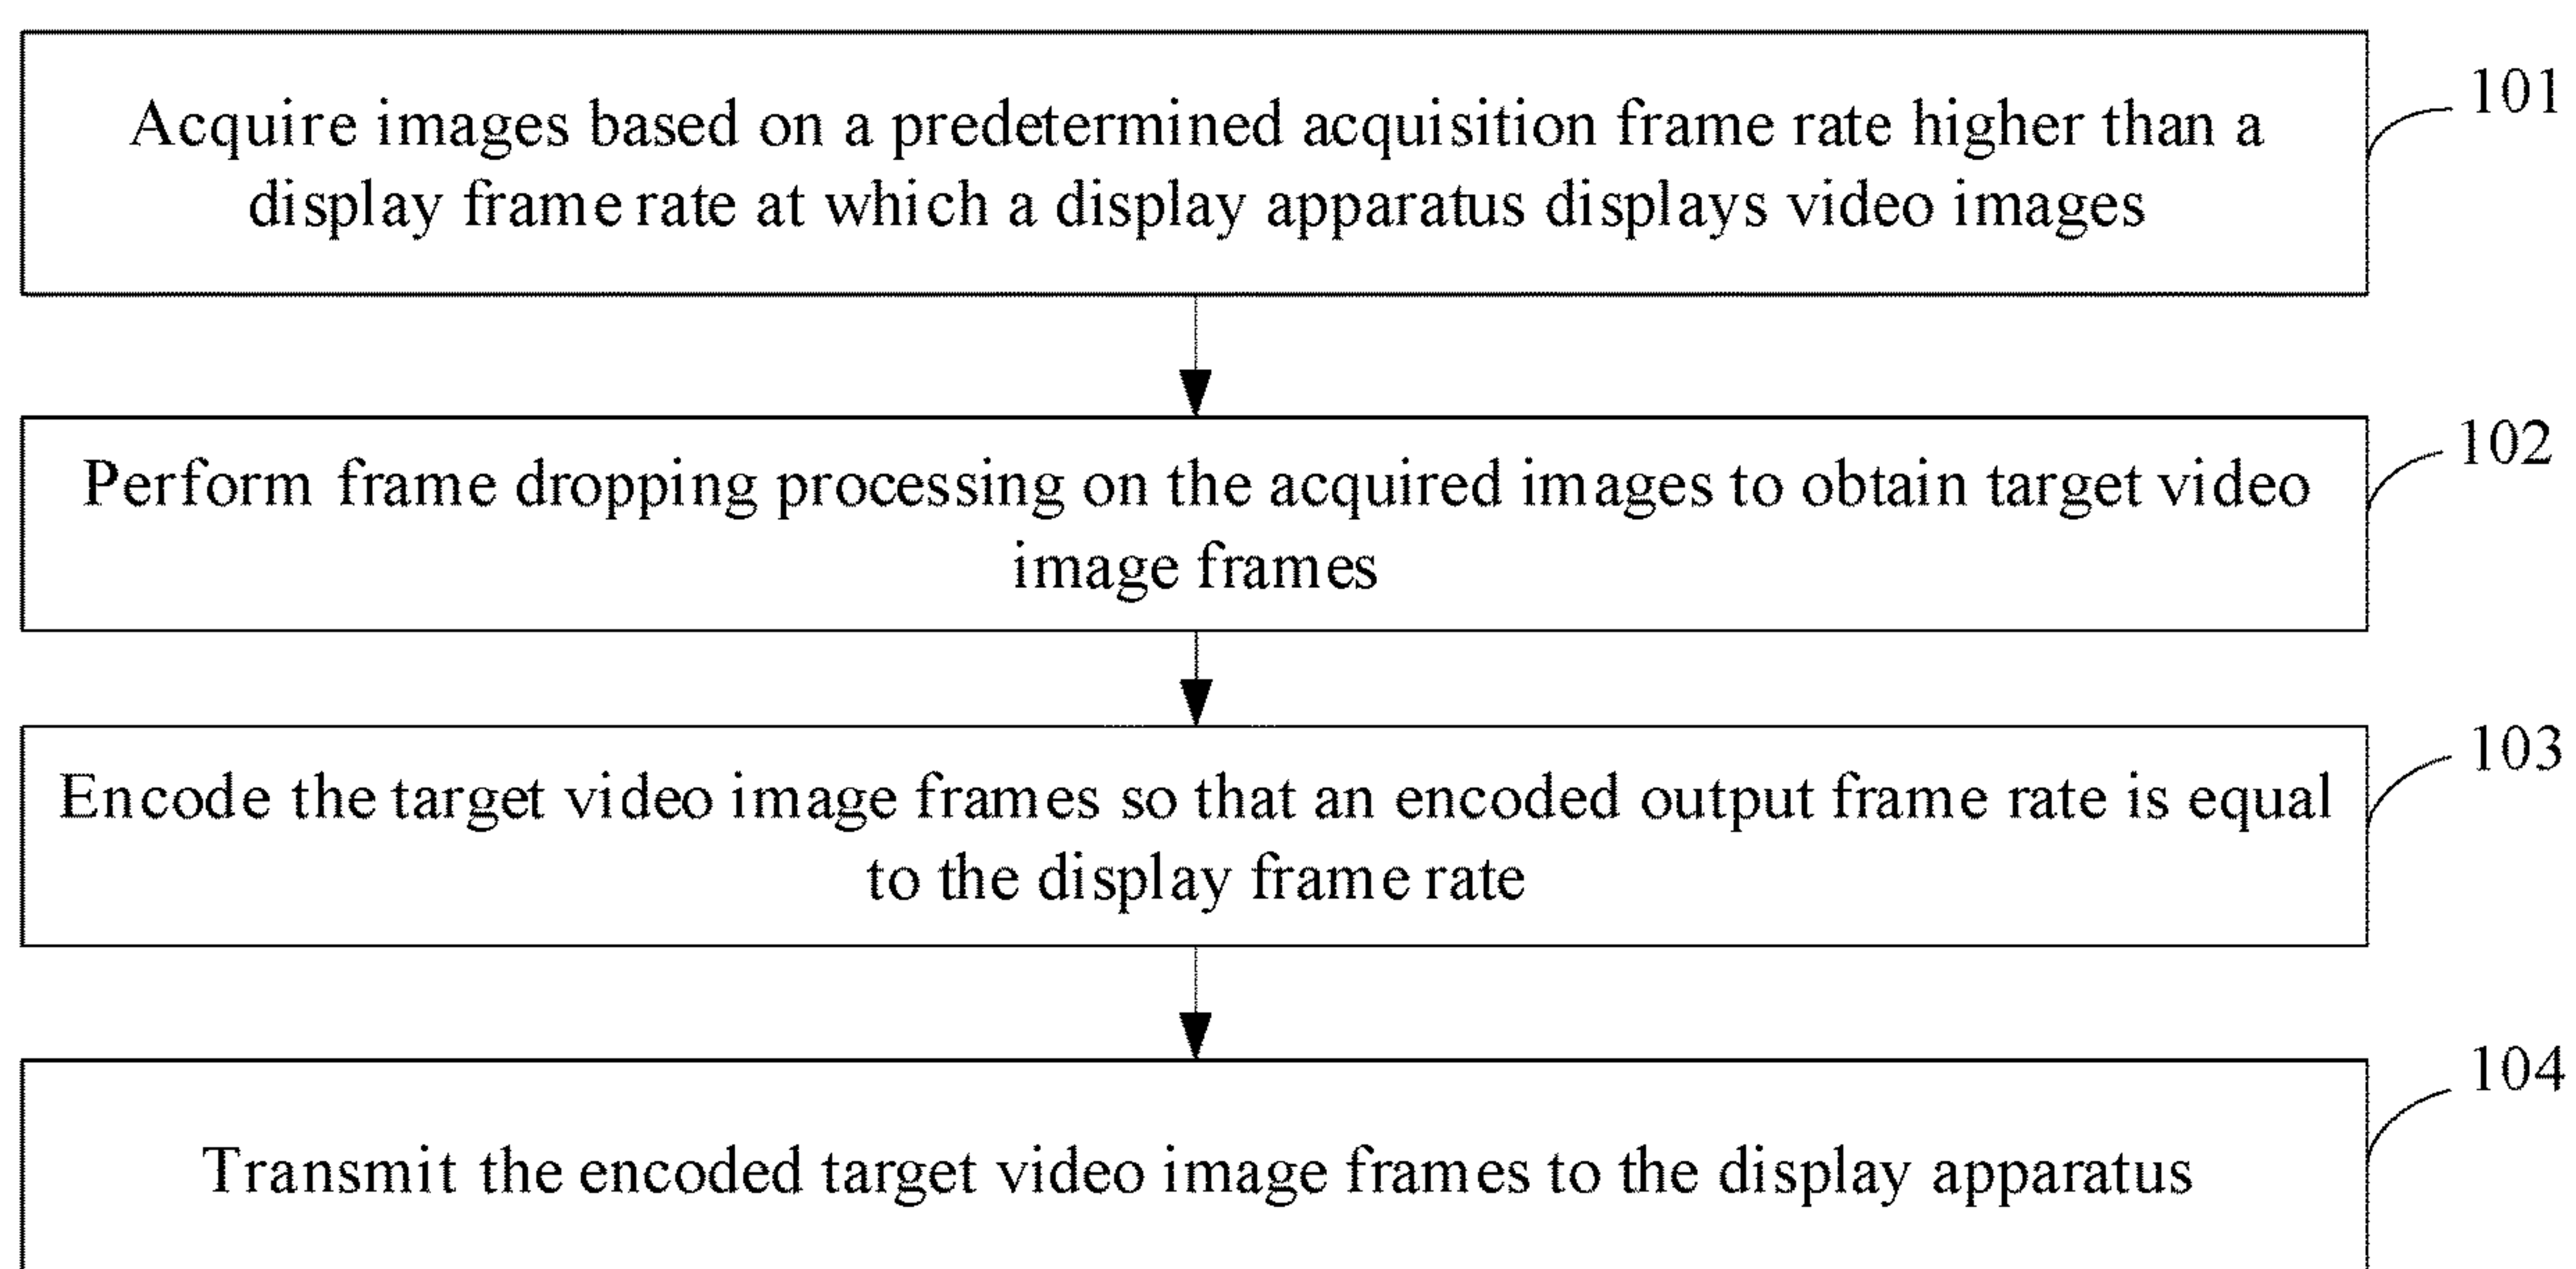 Acquire images based on a predetermined acquisition frame rate higher than a
display frame rate at which a display apparatus displays video images
101
Perform frame dropping processing on the acquired images to obtain target video
image frames
102
Encode the target video image frames so that an encoded output frame rate is equal
to the display frame rate
103
Transmit the encoded target video image frames to the display apparatus
104